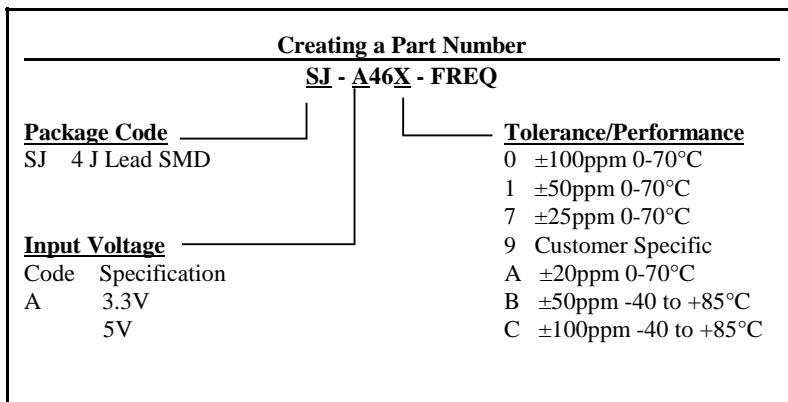 Creating a Part Number
SJ - A46X - FREQ
Package Code
SJ 4 J Lead SMD
Input Voltage
Code Specification
A 3.3V
5V
Tolerance/Performance
0 ±100ppm 0-70°C
1 ±50ppm 0-70°C
7 ±25ppm 0-70°C
9 Customer Specific
A ±20ppm 0-70°C
B ±50ppm -40 to +85°C
C ±100ppm -40 to +85°C